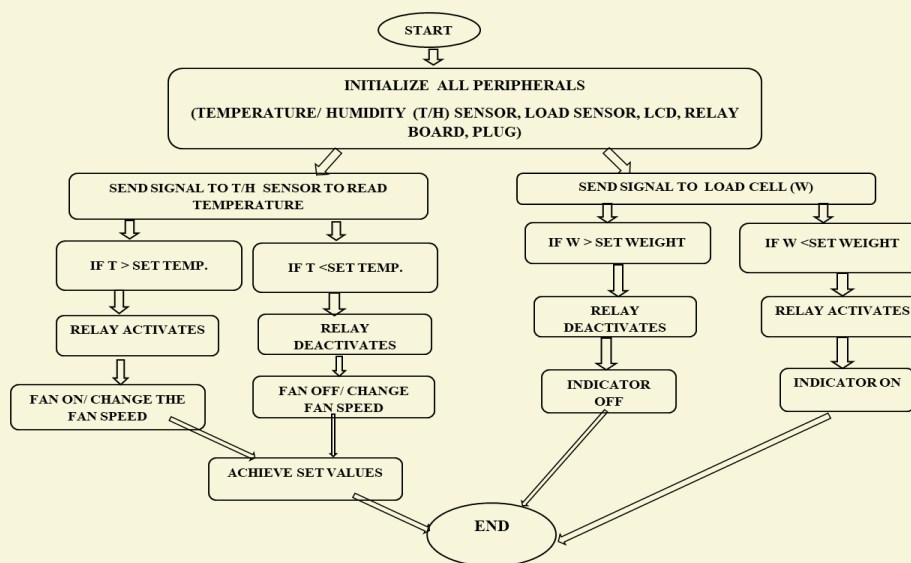 START
INITIALIZE ALL PERIPHERALS
(TEMPERATURE/ HUMIDITY (T/H) SENSOR, LOAD SENSOR, LCD, RELAY
BOARD, PLUG)
SEND SIGNAL TO T/H SENSOR TO READ
TEMPERATURE
SEND SIGNAL TO LOAD CELL (W)
IF T > SET TEMP.
IF T <SET TEMP.
IF W > SET WEIGHT
IF W <SET WEIGHT
RELAY ACTIVATES
RELAY
DEACTIVATES
RELAY
DEACTIVATES
RELAY ACTIVATES
FAN ON/ CHANGE THE
FAN SPEED
FAN OFF/ CHANGE
FAN SPEED
INDICATOR
OFF
INDICATOR ON
ACHIEVE SET VALUES
END